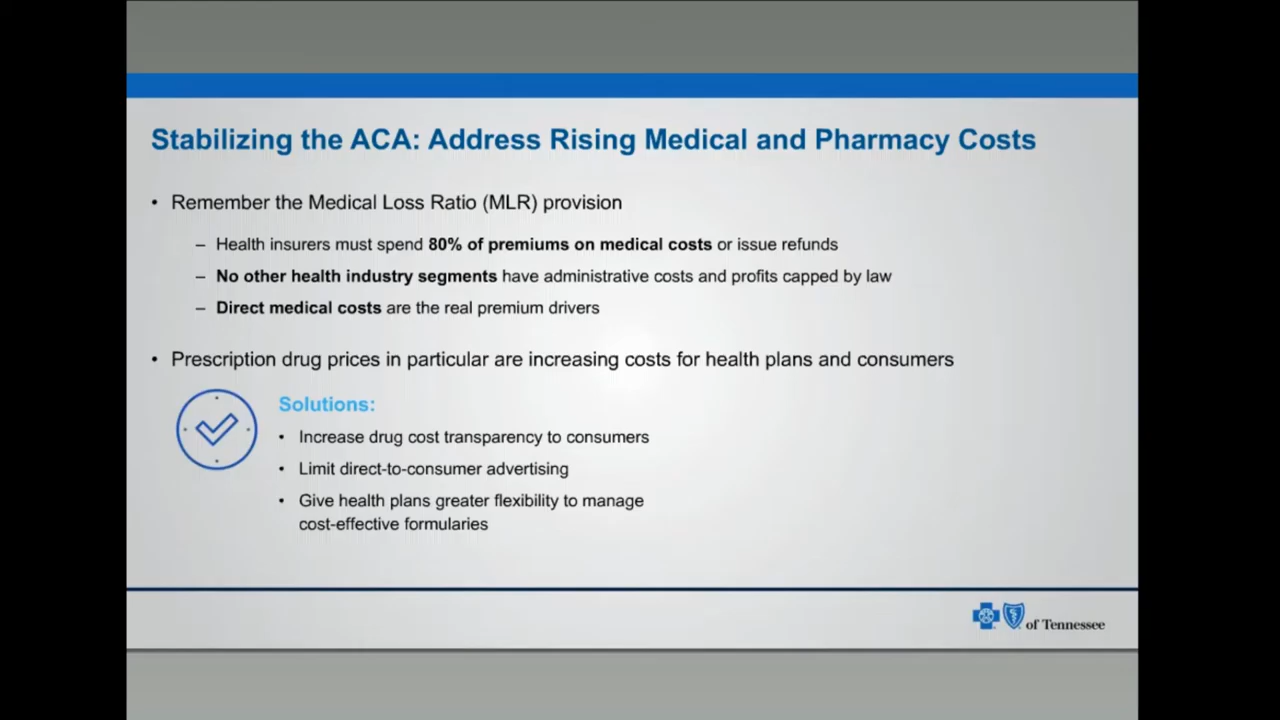 Stabilizing the ACA: Address Rising Medical and Pharmacy Costs
• Remember the Medical Loss Ratio (MLR) provision
– Health insurers must spend 80% of premiums on medical costs or issue refunds
– No other health industry segments have administrative costs and profits capped by law
– Direct medical costs are the real premium drivers
• Prescription drug prices in particular are increasing costs for health plans and consumers
Solutions:
• Increase drug cost transparency to consumers
• Limit direct-to-consumer advertising
• Give health plans greater flexibility to manage
cost-effective formularies
of Tennessee